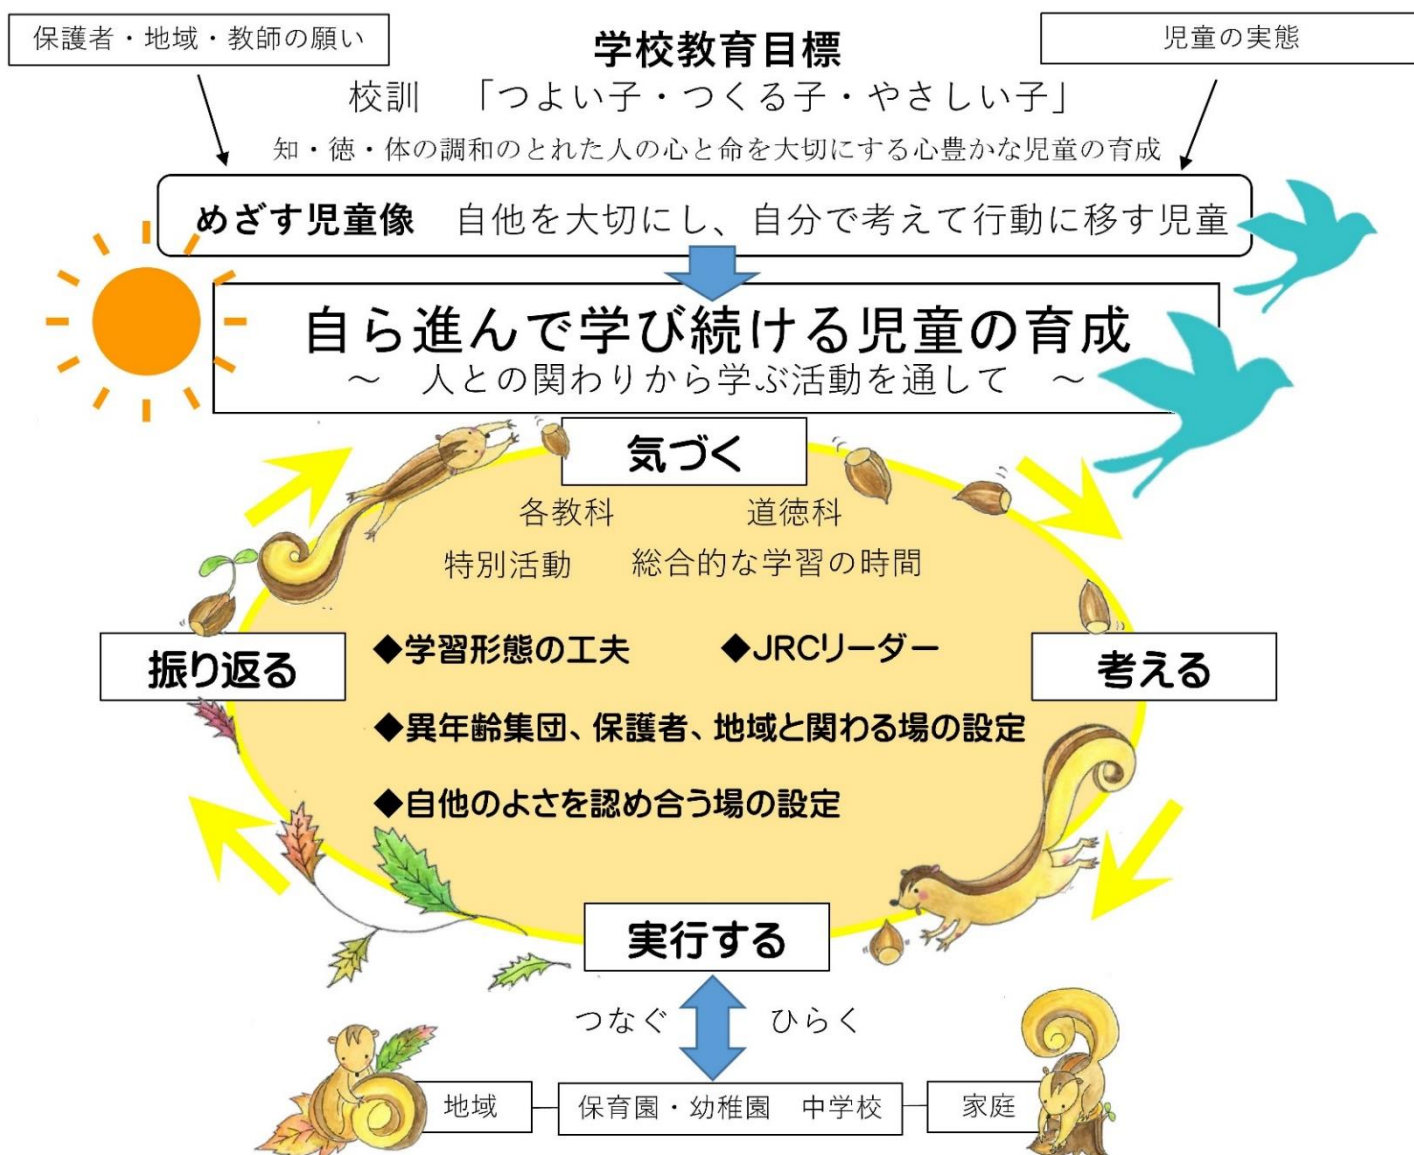 保護者・地域・教師の願い
児童の実態
学校教育目標
校訓　「つよい子・つくる子・やさしい子」
知・徳・体の調和のとれた人の心と命を大切にする心豊かな児童の育成
めざす児童像　自他を大切にし、自分で考えて行動に移す児童
自ら進んで学び続ける児童の育成
～　人との関わりから学ぶ活動を通して　～
気づく
各教科　道徳科
特別活動　総合的な学習の時間
振り返る
考える
◆学習形態の工夫　◆JRCリーダー
◆異年齢集団、保護者、地域と関わる場の設定
◆自他のよさを認め合う場の設定
実行する
つなぐ　ひらく
地域
保育園・幼稚園　中学校
家庭